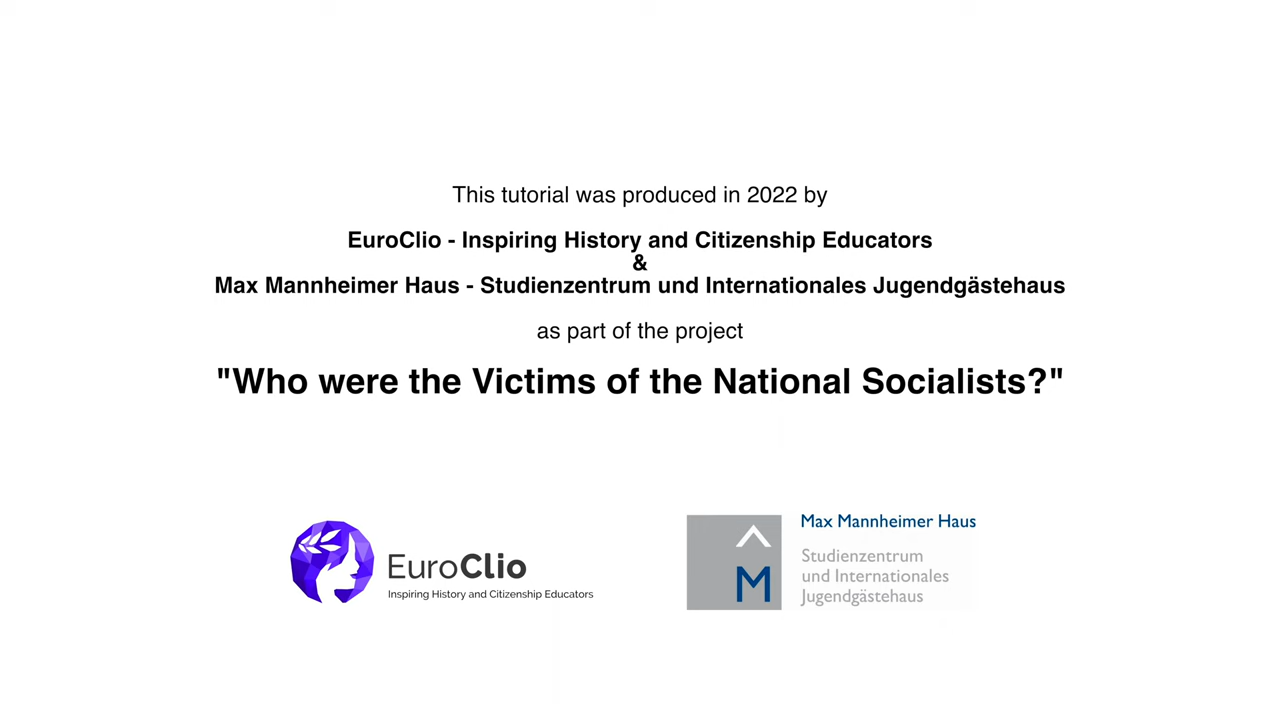 This tutorial was produced in 2022 by
EuroClio - Inspiring History and Citizenship Educators
&
Max Mannheimer Haus - Studienzentrum und Internationales Jugendgästehaus
as part of the project
"Who were the Victims of the National Socialists?"
EuroClio
Inspiring History and Citizenship Educators
M
Max Mannheimer Haus
Studienzentrum
und Internationales
Jugendgästehaus